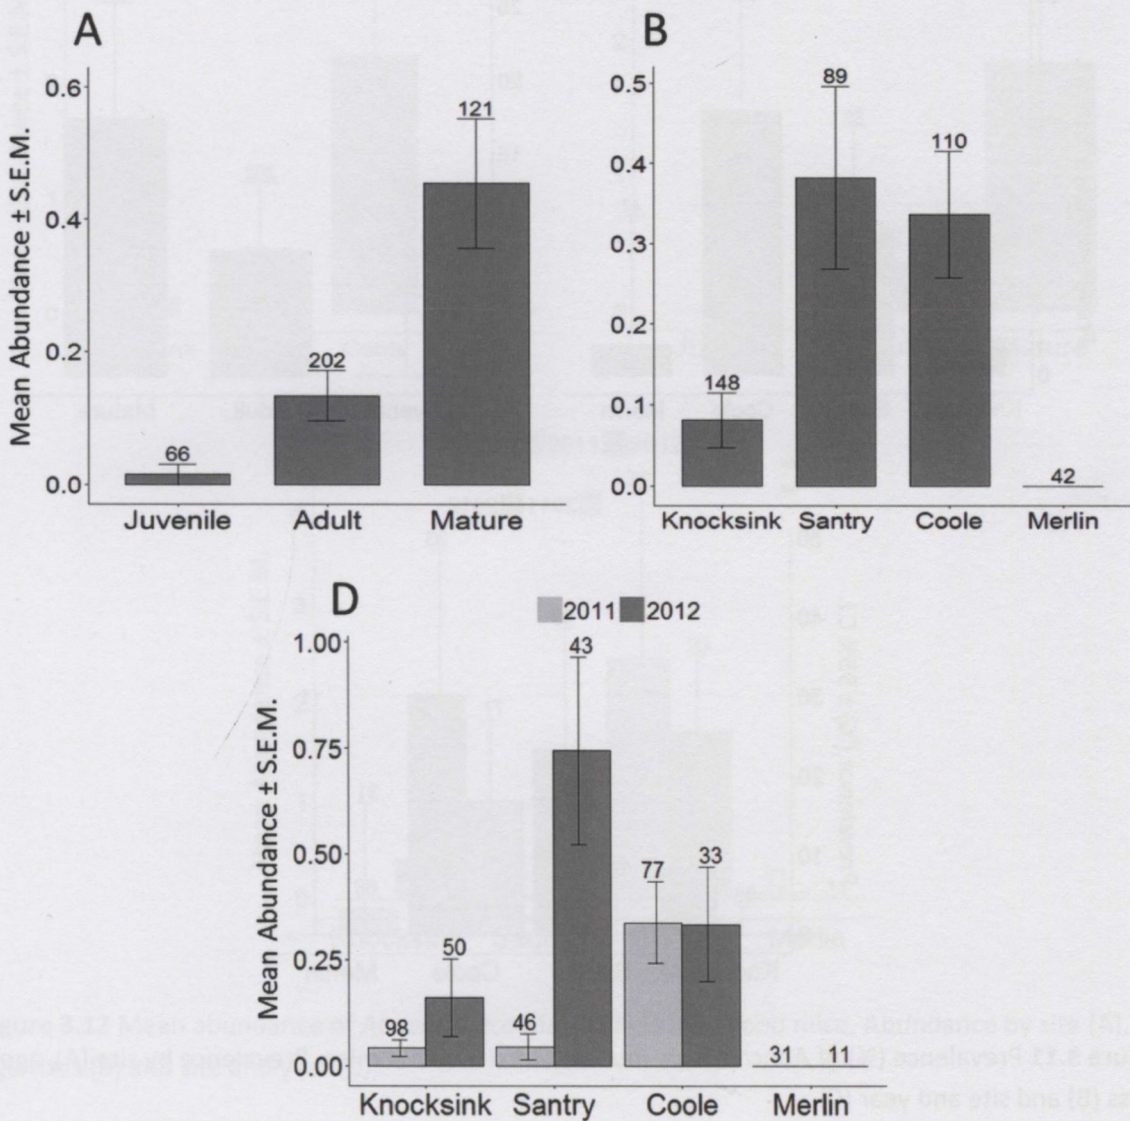 A
Mean Abundance ± S.E.M.
0.6
0.4
0.2
0.0
66
202
121
Juvenile
Adult
Mature
B
0.5
0.4
0.3
0.2
0.1
0.0
148
89
110
42
Knocksink
Santry
Coole
Merlin
D
2011
2012
Mean Abundance ± S.E.M.
1.00
0.75
0.50
0.25
0.00
98
50
46
43
77
33
31
11
Knocksink
Santry
Coole
Merlin